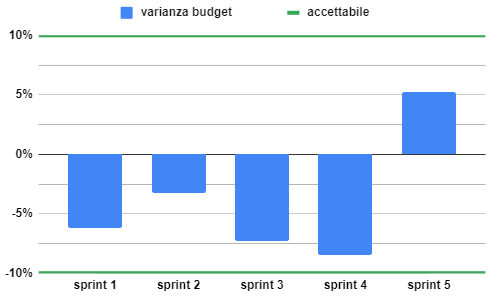 varianza budget accettabile
10%
5%
0%
-5%
-10%
sprint 1 sprint 2 sprint 3 sprint 4 sprint 5